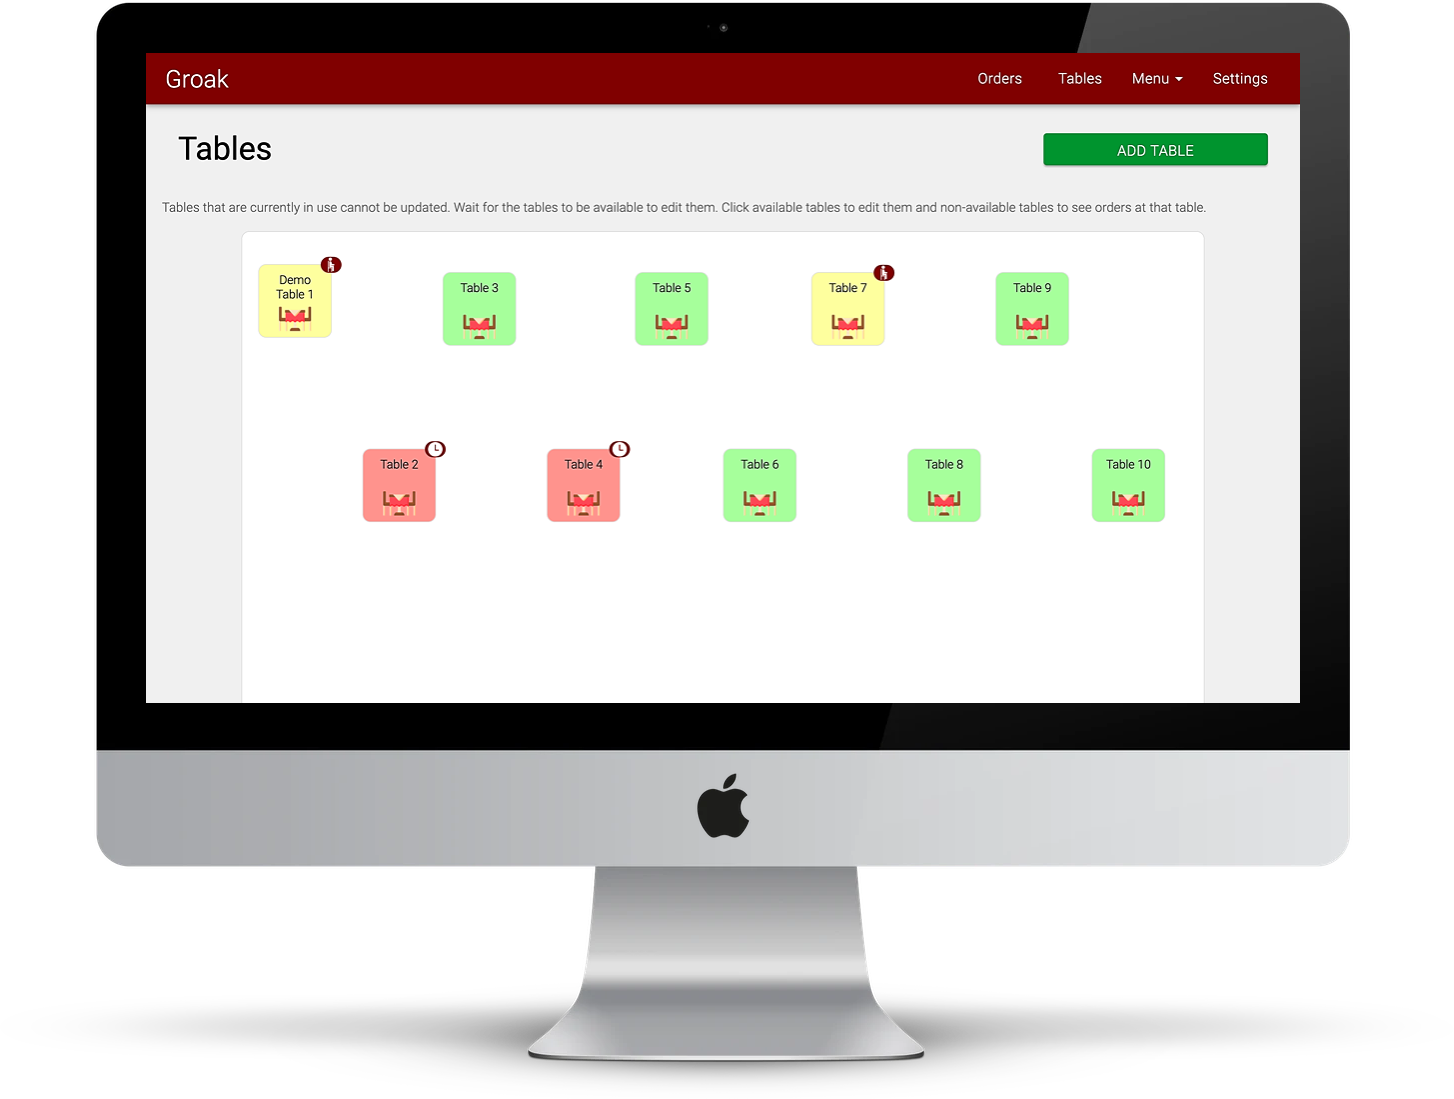 Groak
Orders
Tables
Menu
Settings
Tables
ADD TABLE
Tables that are currently in use cannot be updated. Wait for the tables to be available to edit them. Click available tables to edit them and non-available tables to see orders at that table.
Demo
Table 1
Table 3
Table 5
Table 7
Table 9
Table 2
Table 4
Table 6
Table 8
Table 10